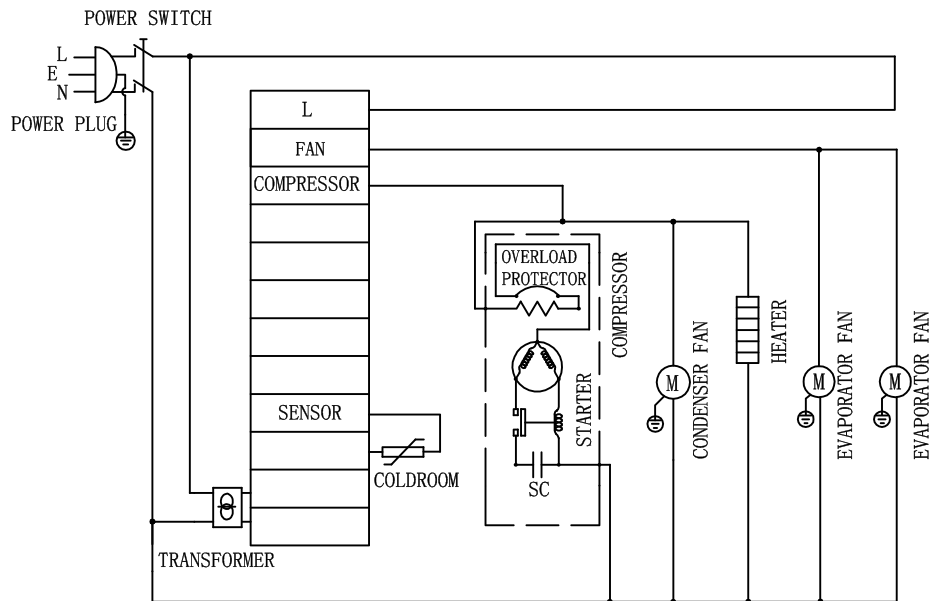 POWER SWITCH
L
E
N
POWER PLUG
L
FAN
COMPRESSOR
SENSOR
COLDROOM
TRANSFORMER
OVERLOAD
PROTECTOR
COMPRESSOR
STARTER
SC
M
CONDENSER FAN
HEATER
M
EVAPORATOR FAN
M
EVAPORATOR FAN